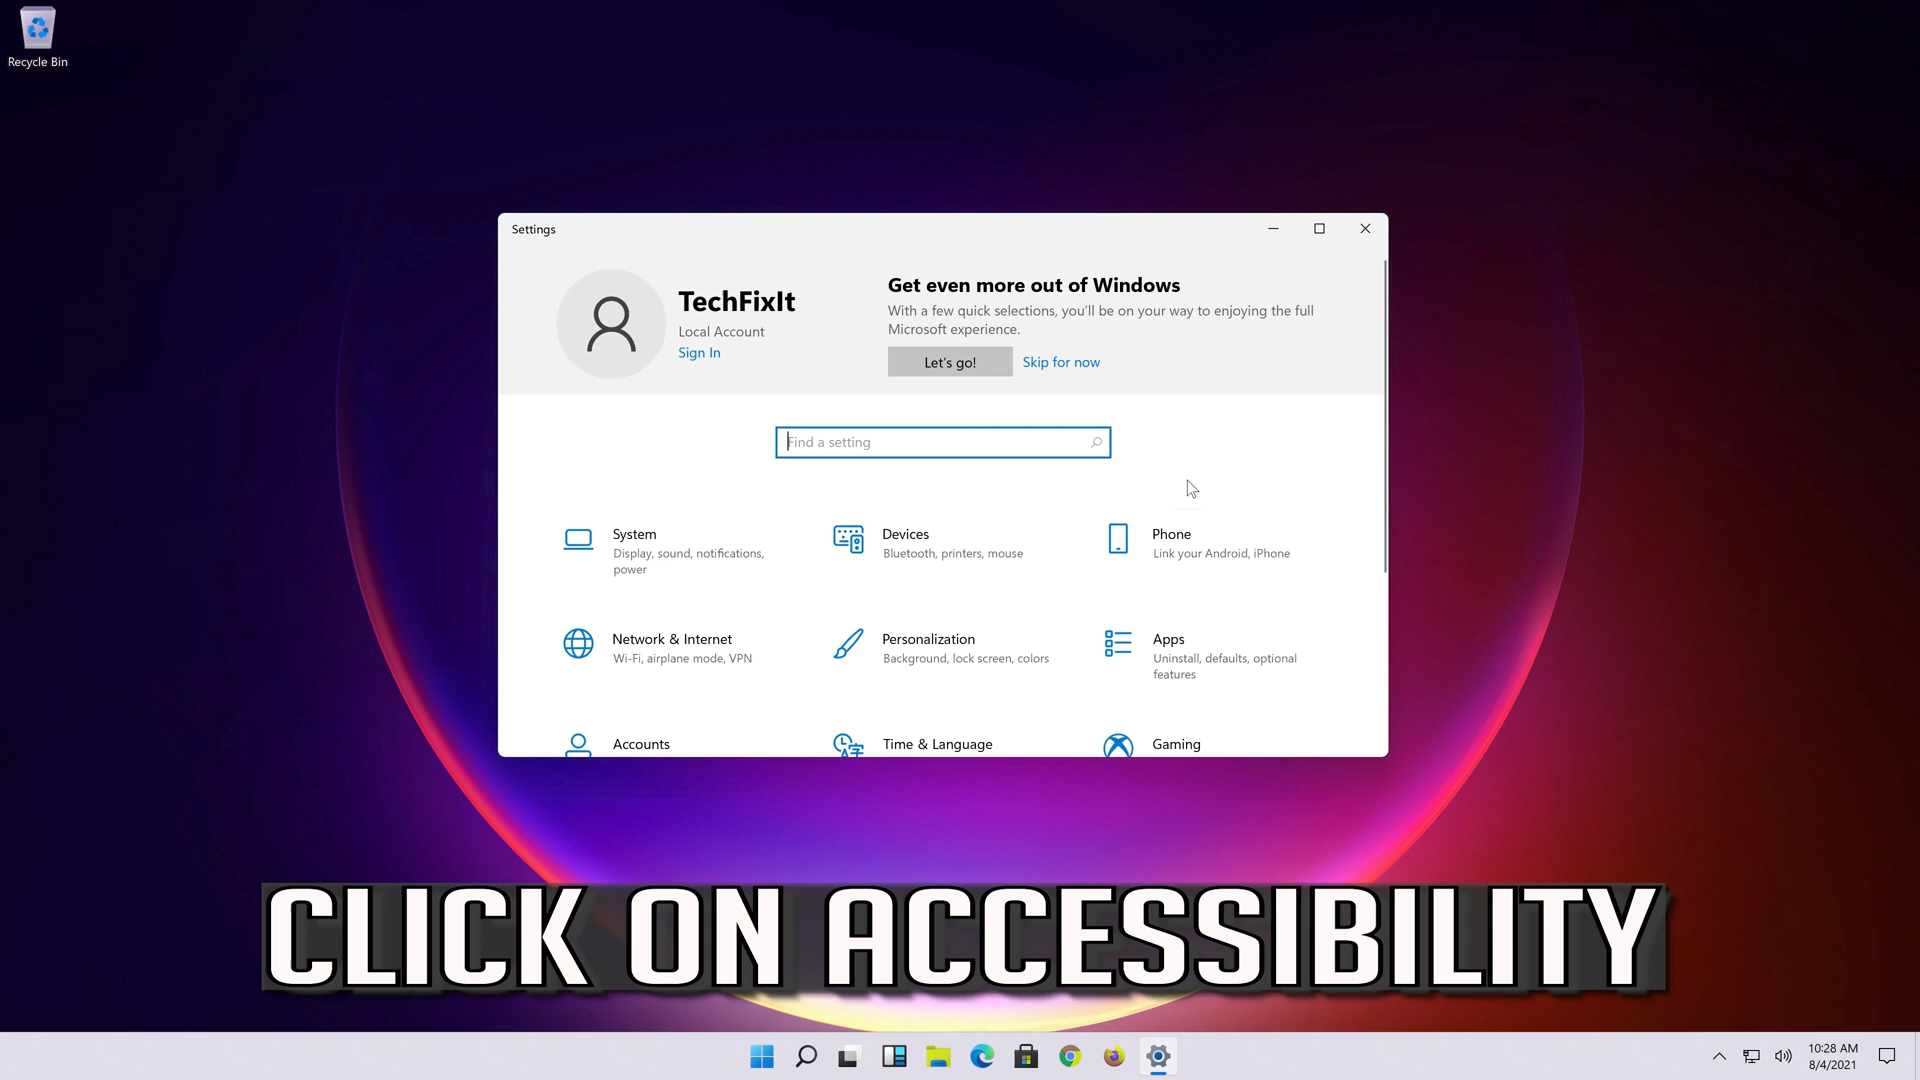 Recycle Bin
Settings
TechFixIt
Local Account
Sign In
Get even more out of Windows
With a few quick selections, you'll be on your way to enjoying the full
Microsoft experience.
Let's go!
Skip for now
Find a setting
System
Display, sound, notifications,
power
Devices
Bluetooth, printers, mouse
Phone
Link your Android, iPhone
Network & Internet
Wi-Fi, airplane mode, VPN
Personalization
Background, lock screen, colors
Apps
Uninstall, defaults, optional
features
Accounts
Time & Language
Gaming
CLICK ON ACCESSIBILITY
10:28 AM
8/4/2021